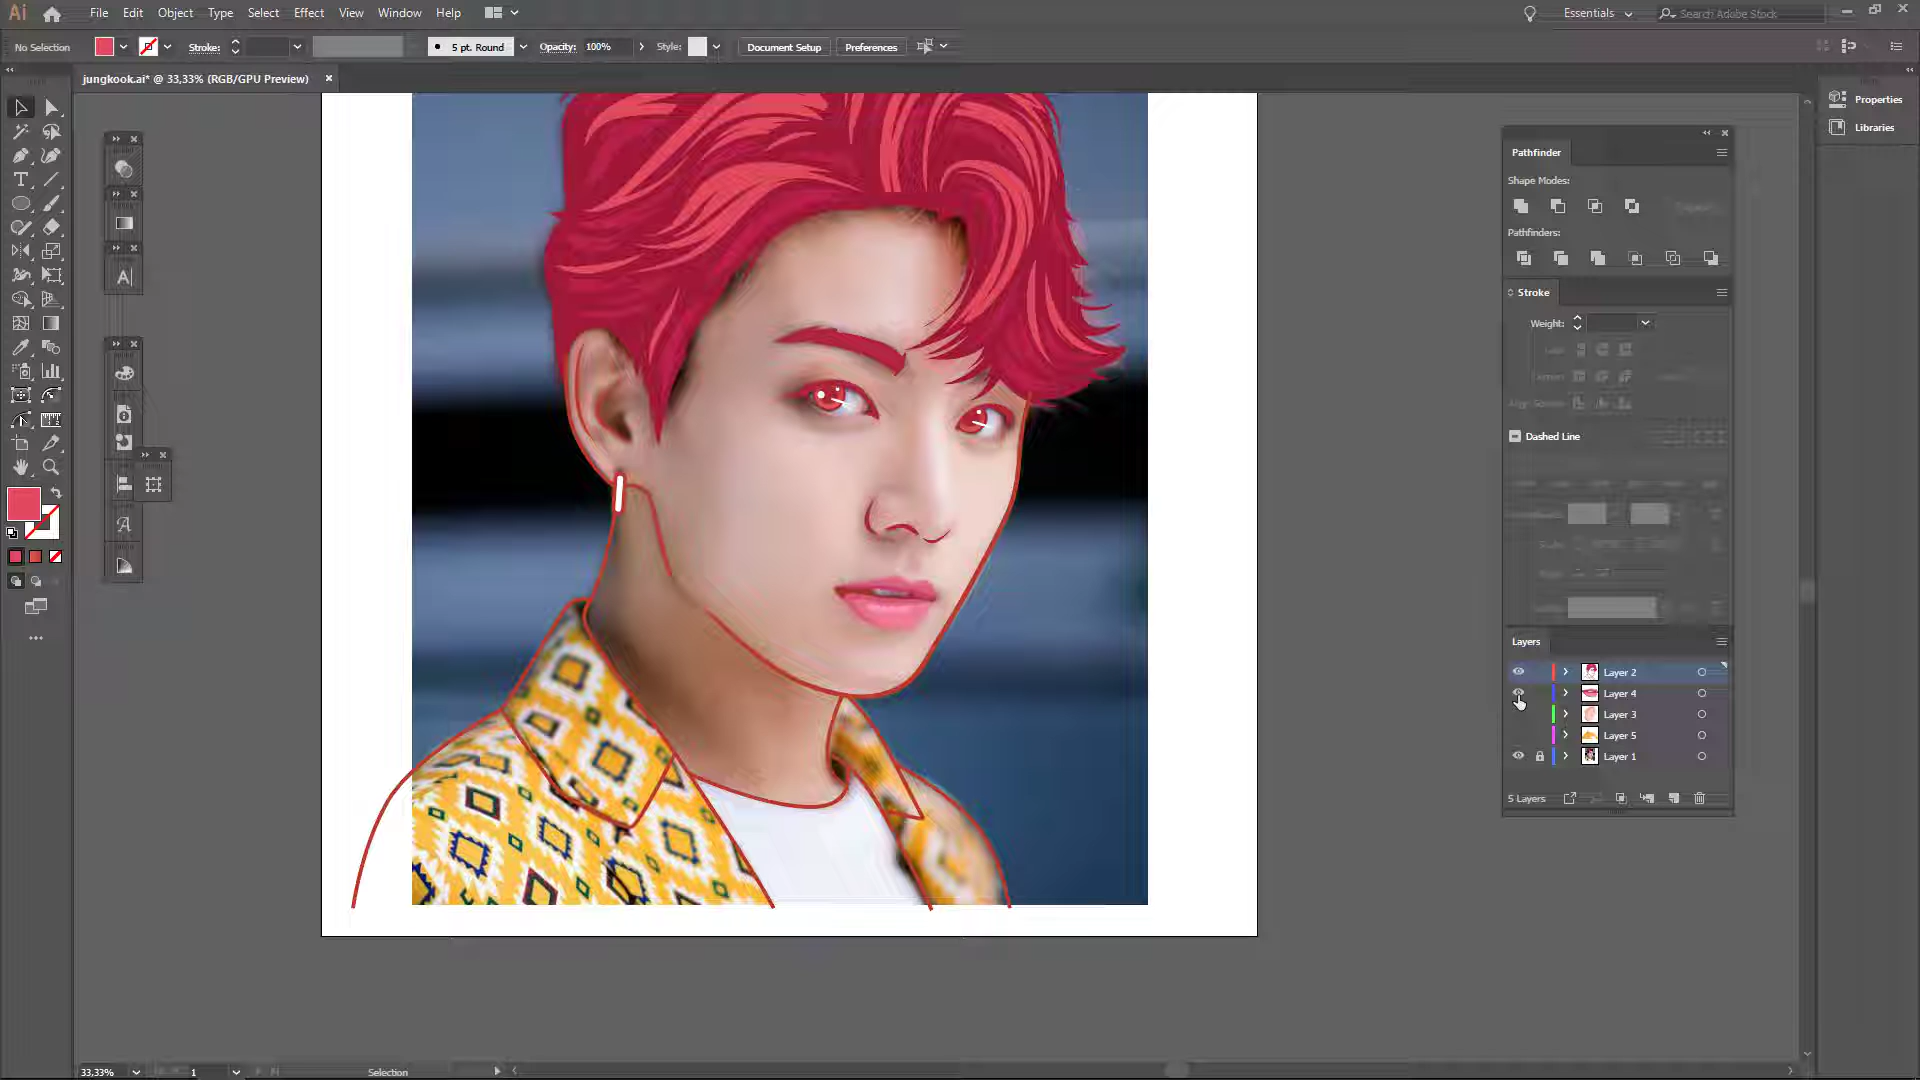 Ai File Edit Object Type Select Effect View Window Help Essentials Search Adobe Stock
No Selection Stroke: 5 pt. Round Opacity: 100% Style: Document Setup Preferences
jungkook.ai* @ 33,33% (RGB/GPU Preview)
Properties
Libraries
Pathfinder
Shape Modes:
Pathfinders:
Stroke
Weight:
Dashed Line
Layers
Layer 2
Layer 4
Layer 3
Layer 5
Layer 1
5 Layers
33,33% 1 Selection